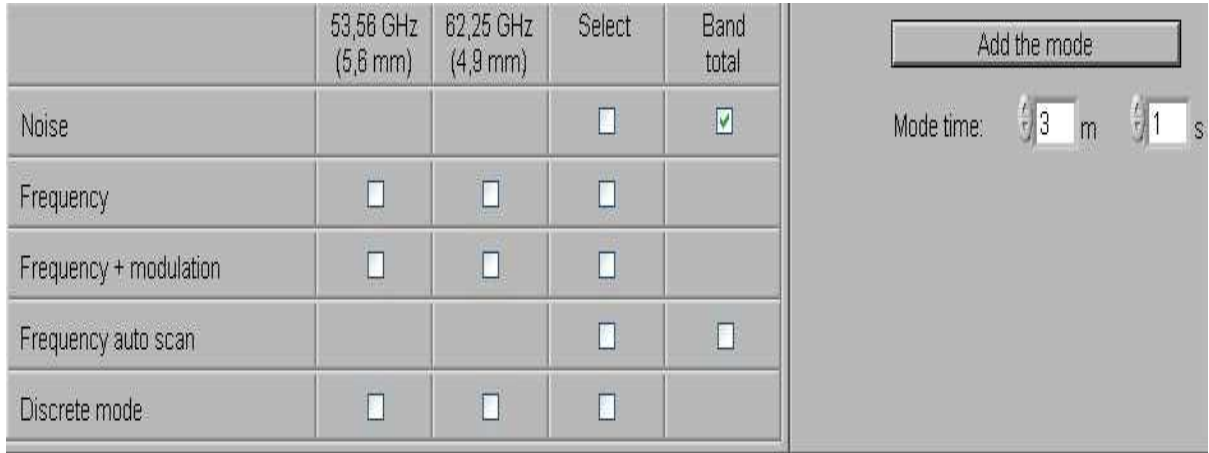 53,56 GHz 62,25 GHz Select Band
(5,6 mm) (4,9 mm) total
Noise
Frequency
Frequency + modulation
Frequency auto scan
Discrete mode
Add the mode
Mode time: 3 m 1 s